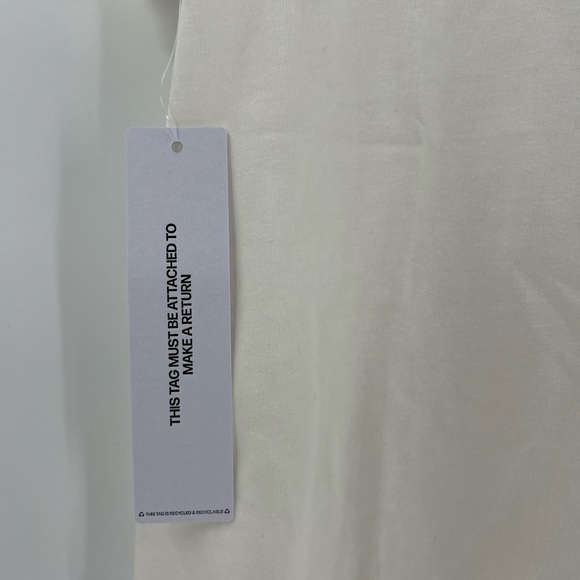 THIS TAG MUST BE ATTACHED TO
MAKE A RETURN
♻ THIS TAG IS RECYCLED & RECYCLABLE ♻